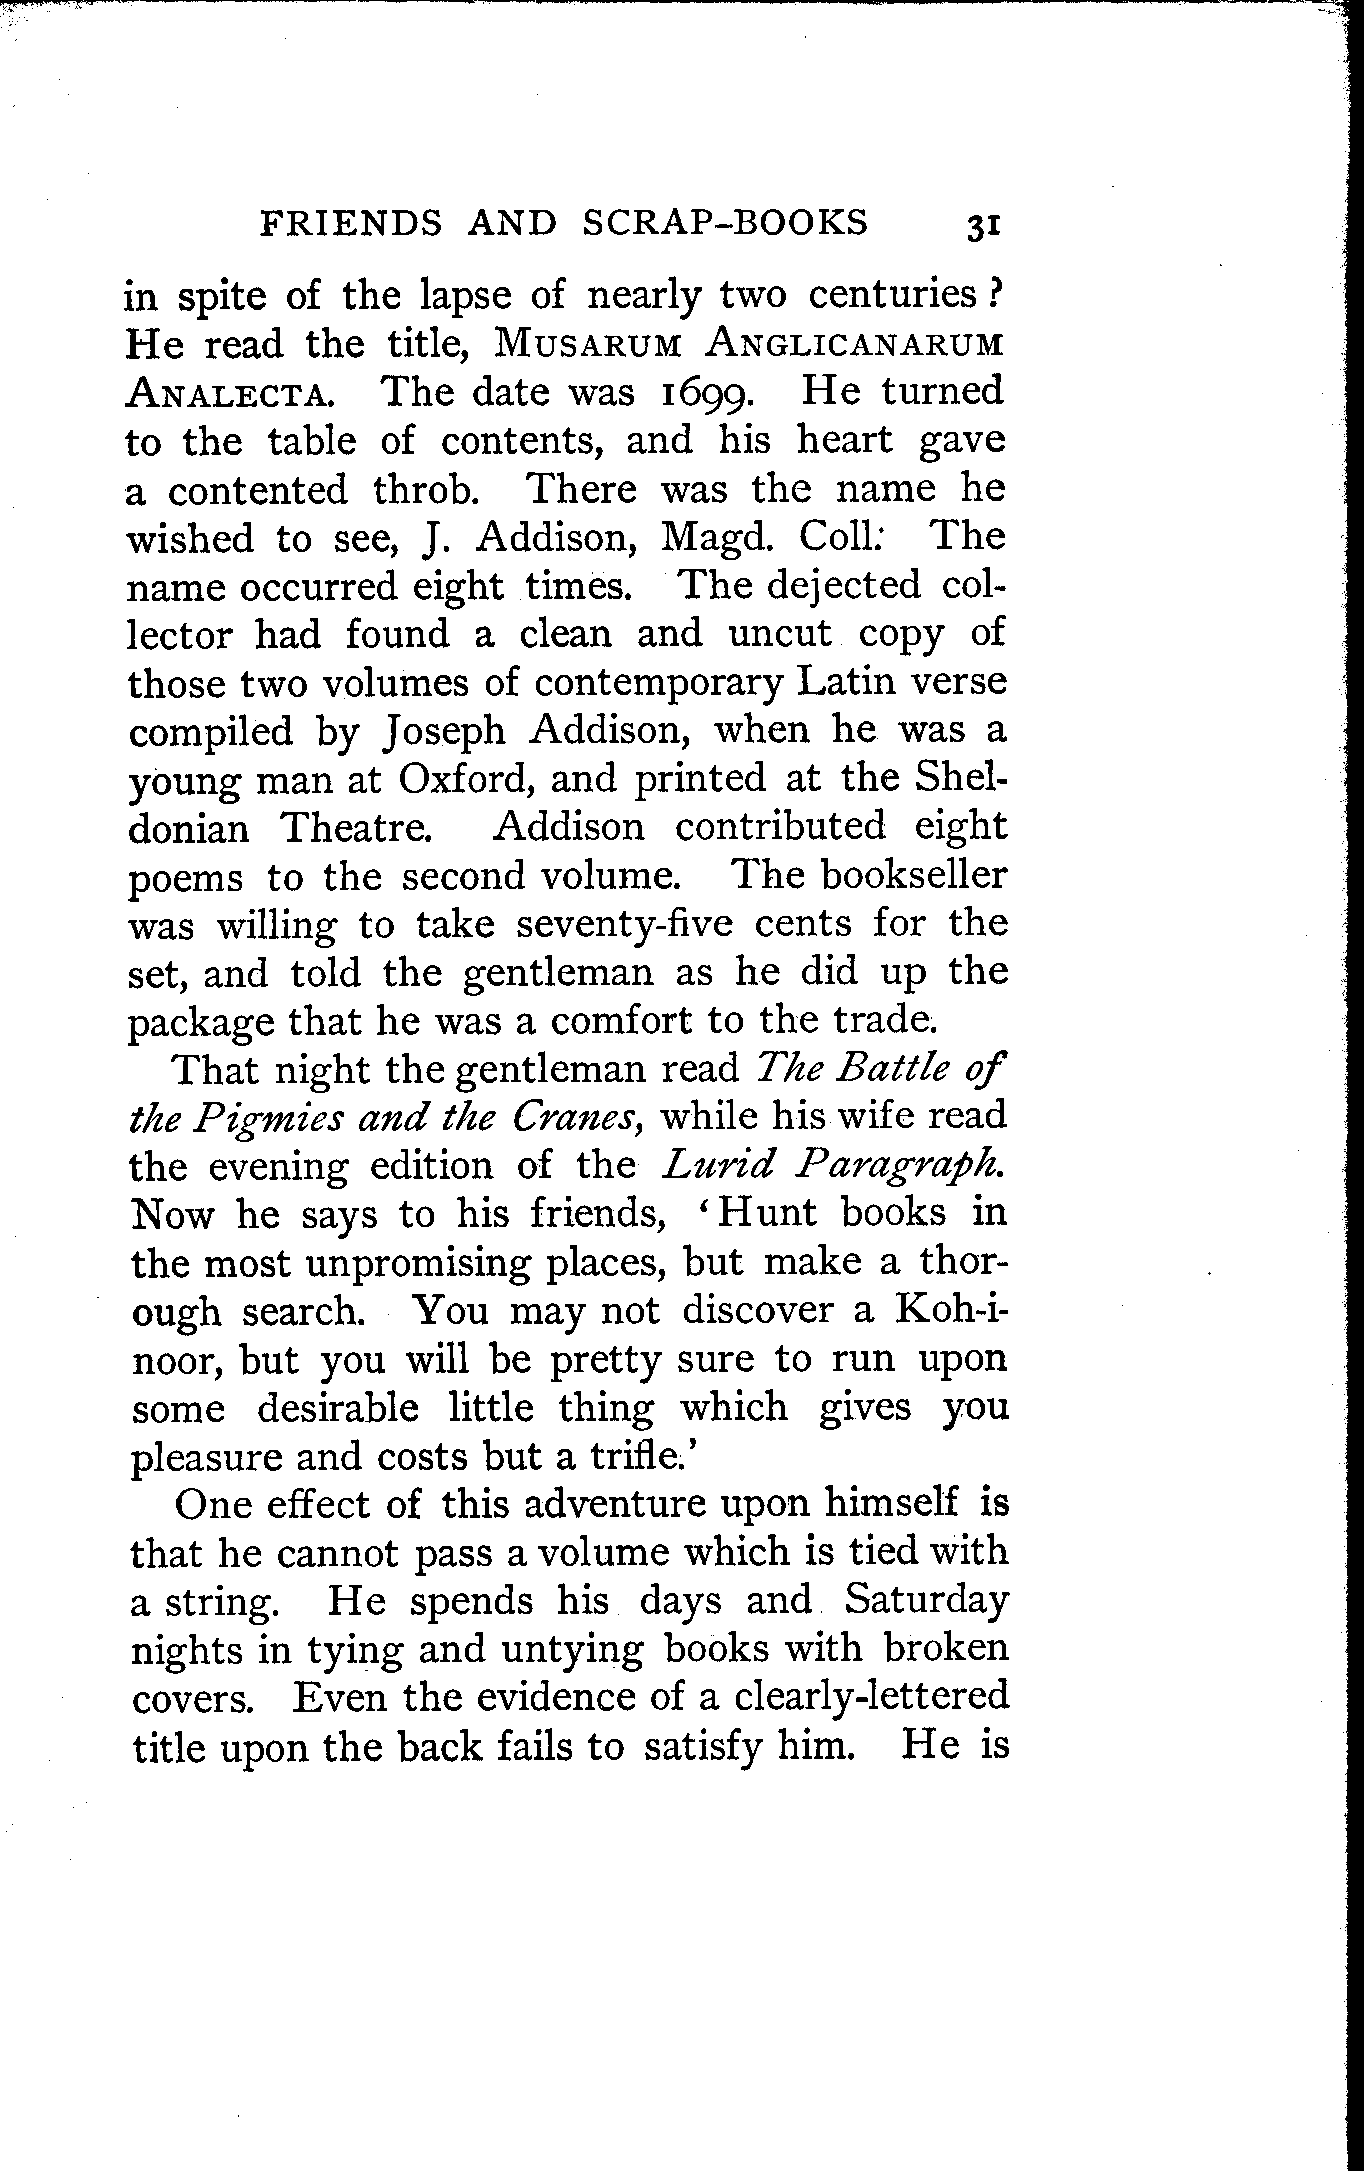 FRIENDS AND SCRAP-BOOKS 31
in spite of the lapse of nearly two centuries ?
He read the title, MUSARUM ANGLICANARUM
ANALECTA. The date was 1699. He turned
to the table of contents, and his heart gave
a contented throb. There was the name he
wished to see, J. Addison, Magd. Coll: The
name occurred eight times. The dejected col-
lector had found a clean and uncut copy of
those two volumes of contemporary Latin verse
compiled by Joseph Addison, when he was a
young man at Oxford, and printed at the Shel-
donian Theatre. Addison contributed eight
poems to the second volume. The bookseller
was willing to take seventy-five cents for the
set, and told the gentleman as he did up the
package that he was a comfort to the trade.
That night the gentleman read The Battle of
the Pigmies and the Cranes, while his wife read
the evening edition of the Lurid Paragraph.
Now he says to his friends, 'Hunt books in
the most unpromising places, but make a thor-
ough search. You may not discover a Koh-i-
noor, but you will be pretty sure to run upon
some desirable little thing which gives you
pleasure and costs but a trifle.'
One effect of this adventure upon himself is
that he cannot pass a volume which is tied with
a string. He spends his days and Saturday
nights in tying and untying books with broken
covers. Even the evidence of a clearly-lettered
title upon the back fails to satisfy him. He is